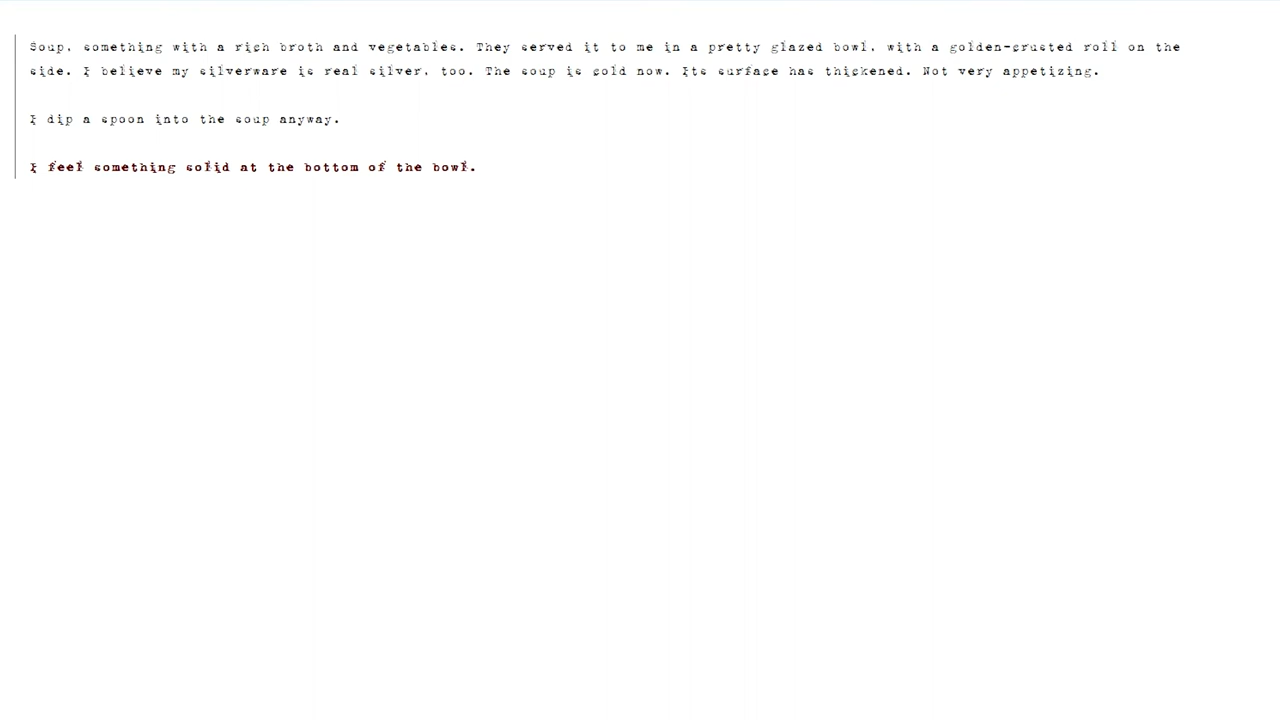 Soup, something with a rich broth and vegetables. They served it to me in a pretty glazed bowl, with a golden-crusted roll on the
side. I believe my silverware is real silver, too. The soup is cold now. Its surface has thickened. Not very appetizing.
I dip a spoon into the soup anyway.
I feel something solid at the bottom of the bowl.